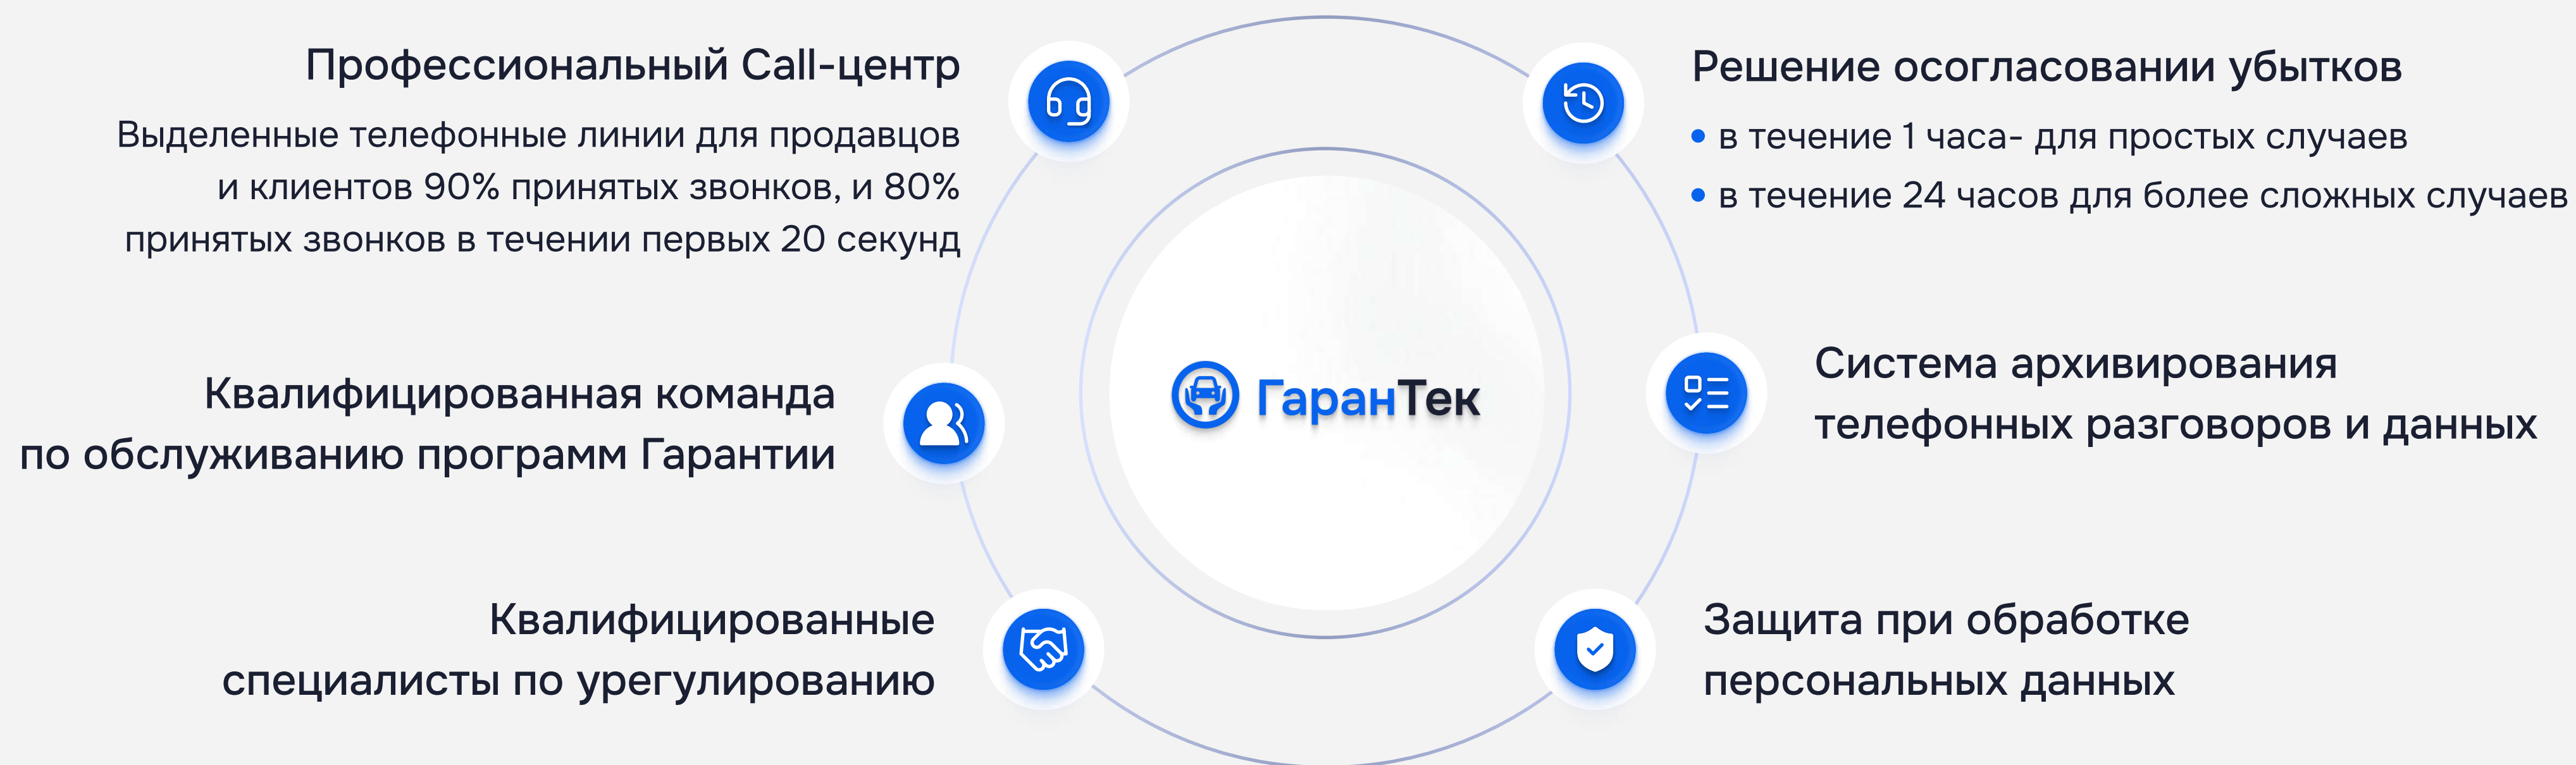 Профессиональный Call-центр
Выделенные телефонные линии для продавцов
и клиентов 90% принятых звонков, и 80%
принятых звонков в течении первых 20 секунд
Квалифицированная команда
по обслуживанию программ Гарантии
Квалифицированные
специалисты по урегулированию
ГаранТек
Решение осогласовании убытков
• в течение 1 часа- для простых случаев
• в течение 24 часов для более сложных случаев
Система архивирования
телефонных разговоров и данных
Защита при обработке
персональных данных